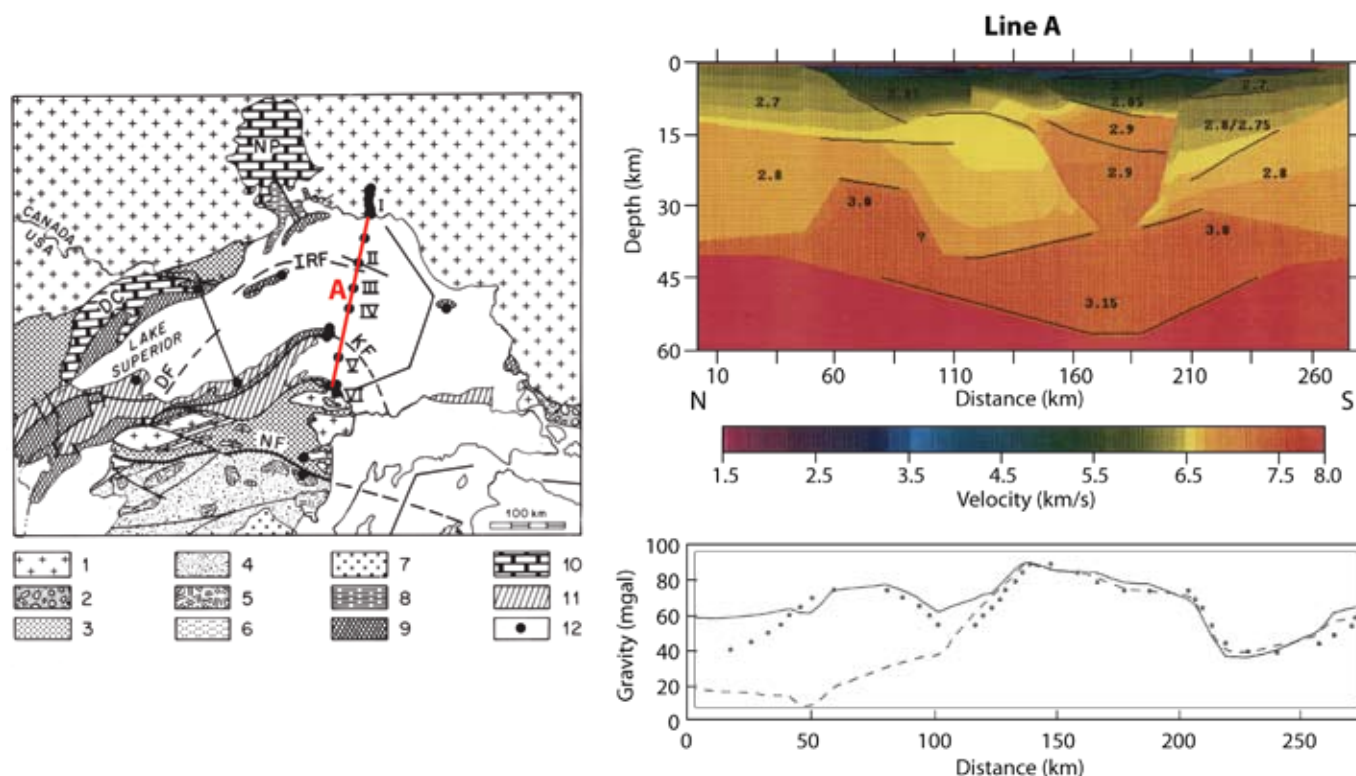 NP
I
CANADA
USA
IRF
II
A
III
DC
IV
LAKE
SUPERIOR
KF
DF
V
VI
NF
100 km
1 4 7 10
2 5 8 11
3 6 9 12
Line A
0
15
30
45
60
Depth (km)
2.7
2.85
2.7
2.85
2.9
2.8/2.75
2.8
2.9
2.8
3.0
?
3.0
3.15
10 60 110 160 210 260
N Distance (km) S
1.5 2.5 3.5 4.5 5.5 6.5 7.5 8.0
Velocity (km/s)
100
80
60
40
20
0
Gravity (mgal)
0 50 100 150 200 250
Distance (km)